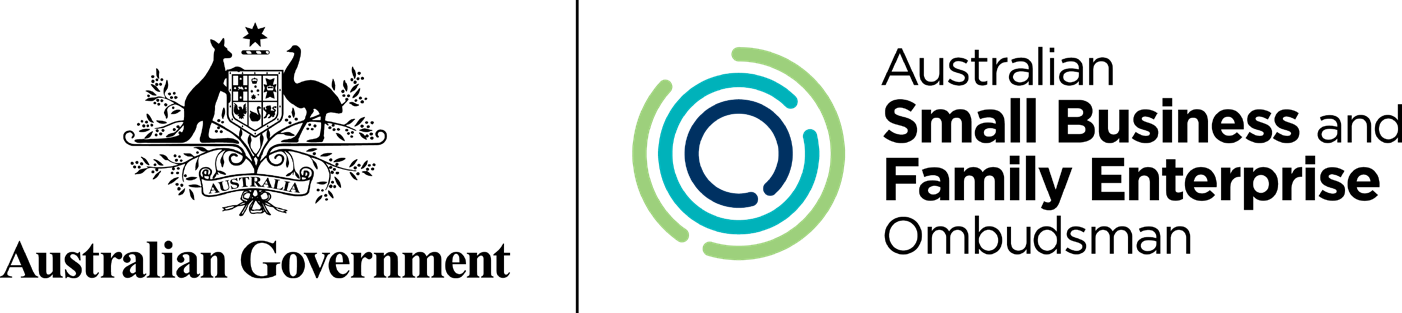 AUSTRALIA
Australian Government
Australian
Small Business and
Family Enterprise
Ombudsman